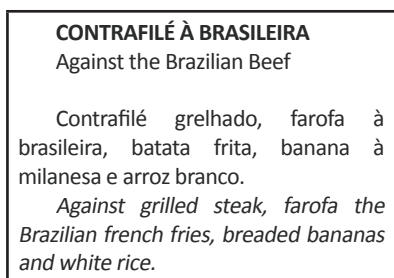 CONTRAFILÉ À BRASILEIRA
Against the Brazilian Beef
Contrafilé grelhado, farofa à
brasileira, batata frita, banana à
milanesa e arroz branco.
Against grilled steak, farofa the
Brazilian french fries, breaded bananas
and white rice.